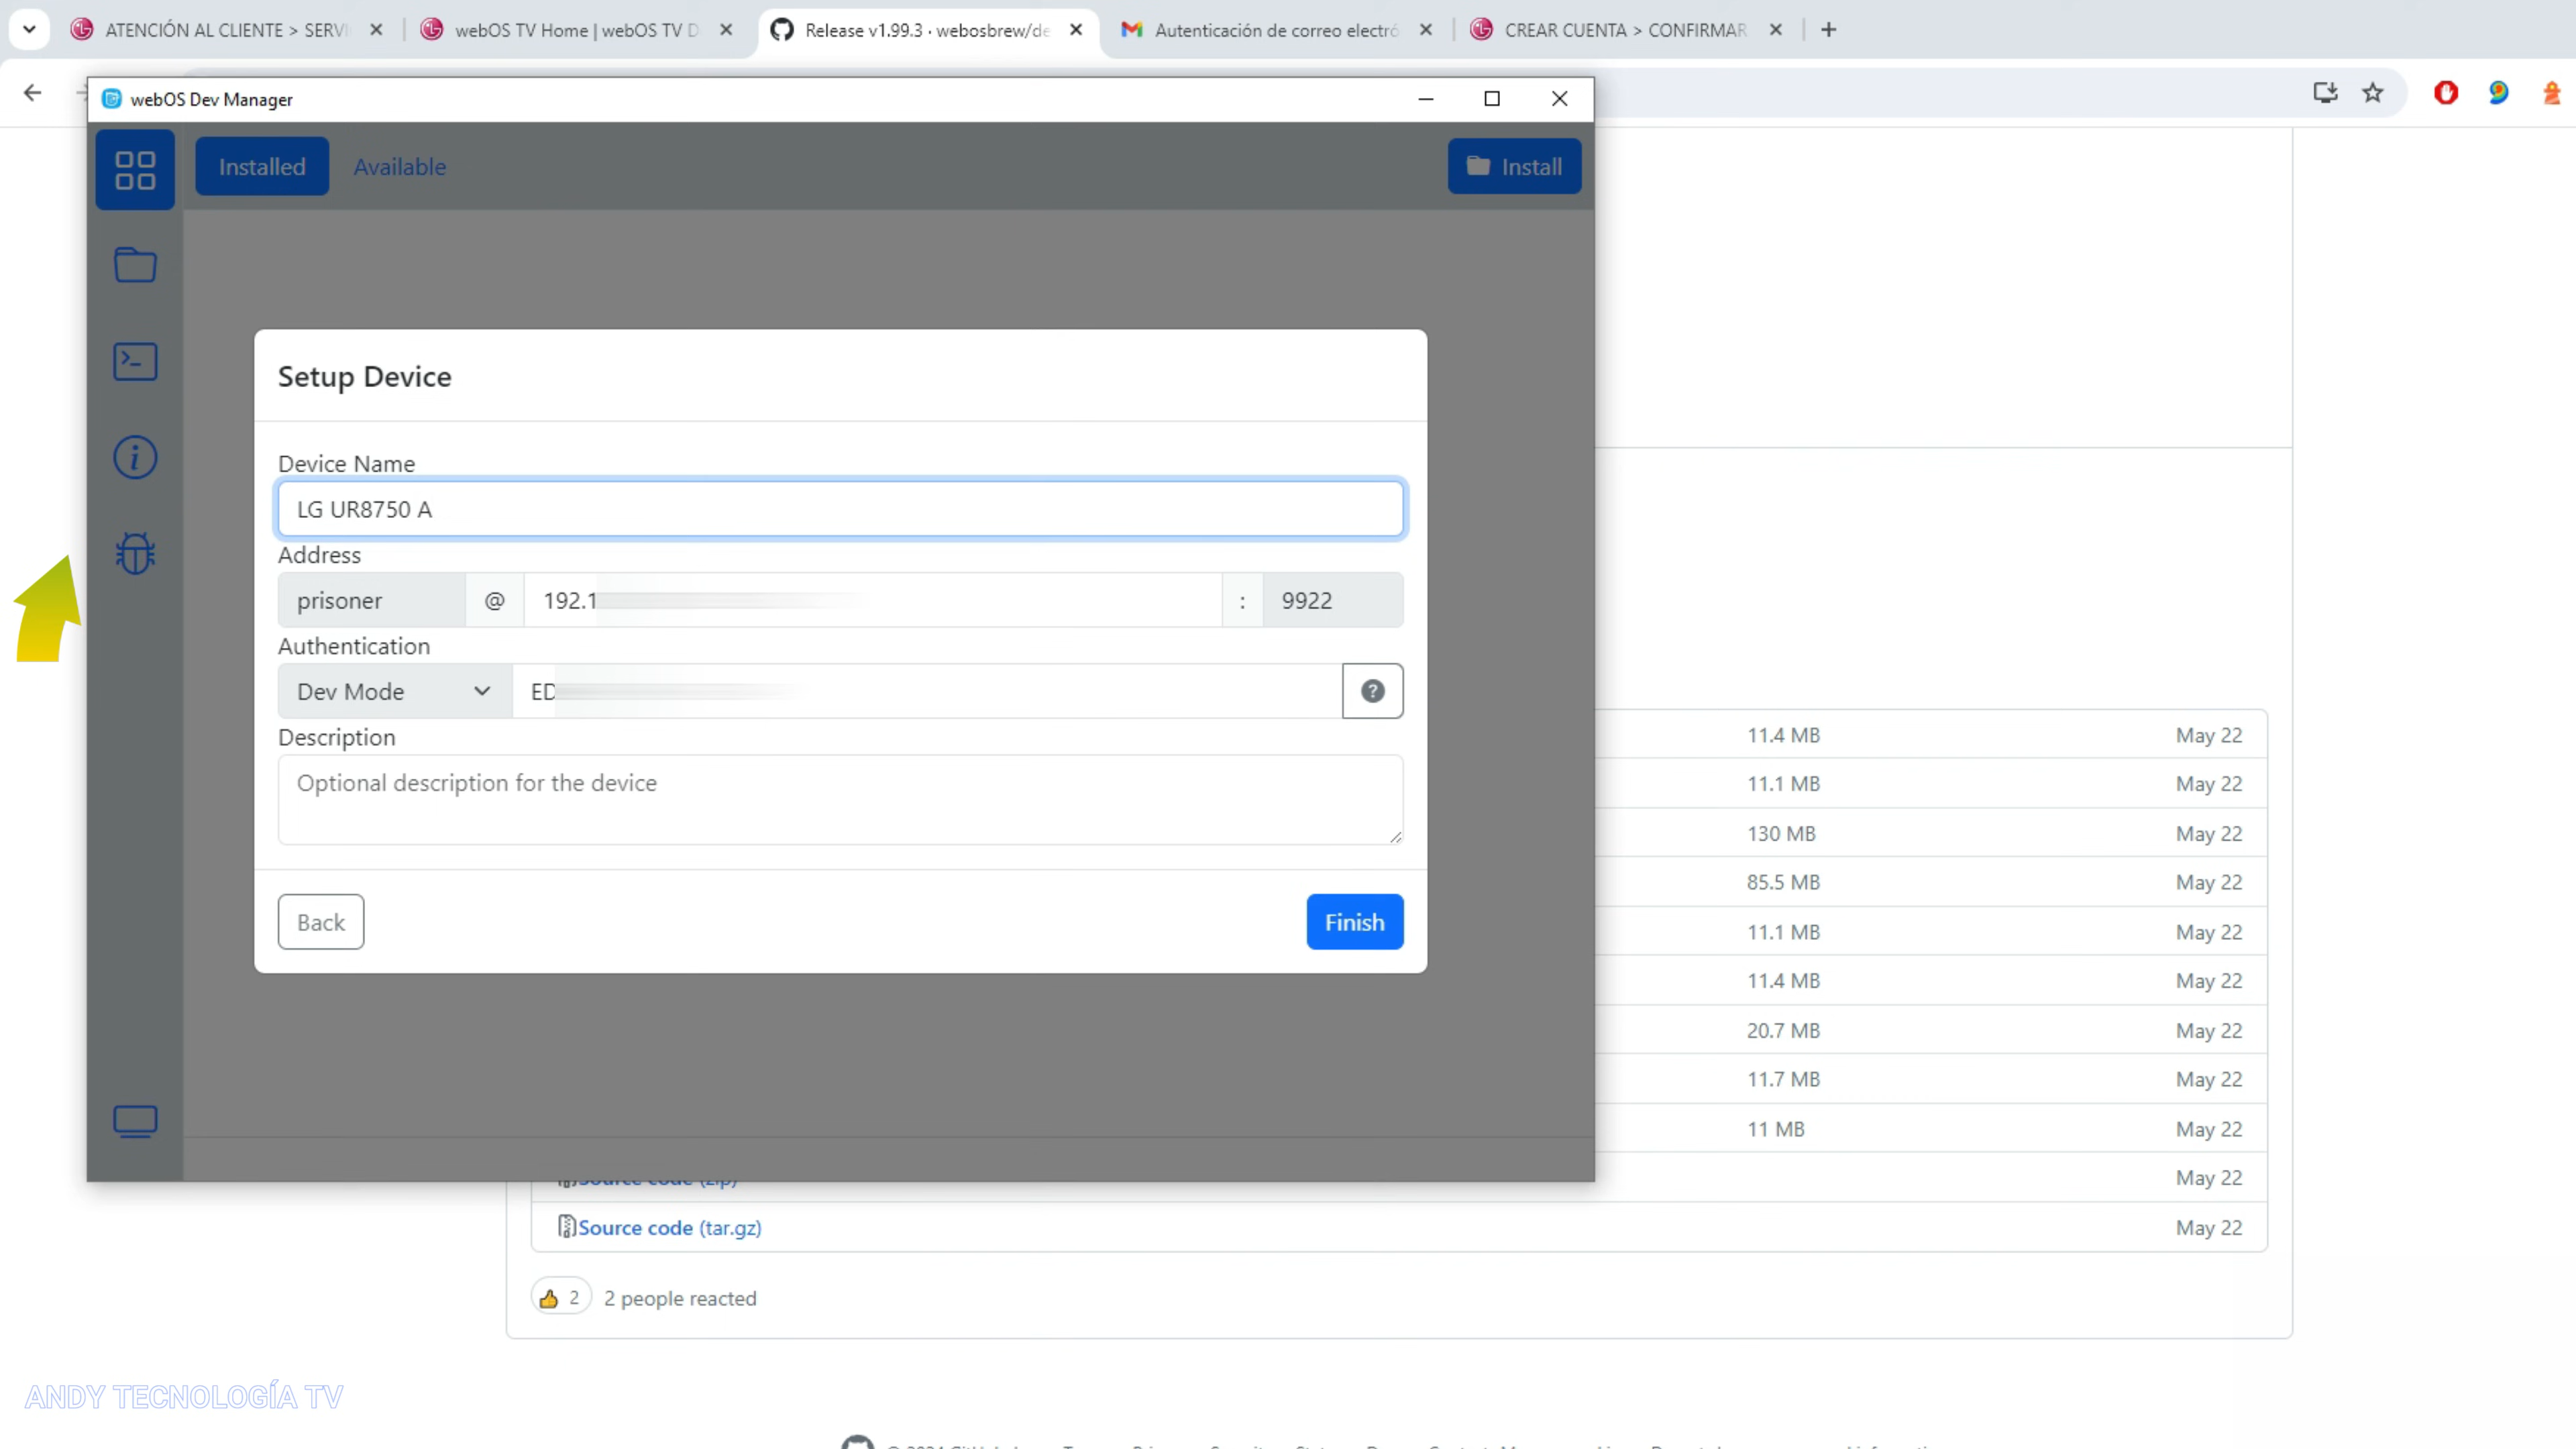 ATENCIÓN AL CLIENTE > SERVI
webOS TV Home | webOS TV D
Release v1.99.3 · webosbrew/de
Autenticación de correo electró
CREAR CUENTA > CONFIRMAR
webOS Dev Manager
Installed
Available
Install
Setup Device
Device Name
LG UR8750 A
Address
prisoner @ 192.1 : 9922
Authentication
Dev Mode ED ?
Description
Optional description for the device
Back
Finish
11.4 MB May 22
11.1 MB May 22
130 MB May 22
85.5 MB May 22
11.1 MB May 22
11.4 MB May 22
20.7 MB May 22
11.7 MB May 22
11 MB May 22
Source code (zip) May 22
Source code (tar.gz) May 22
2 2 people reacted
ANDY TECNOLOGÍA TV